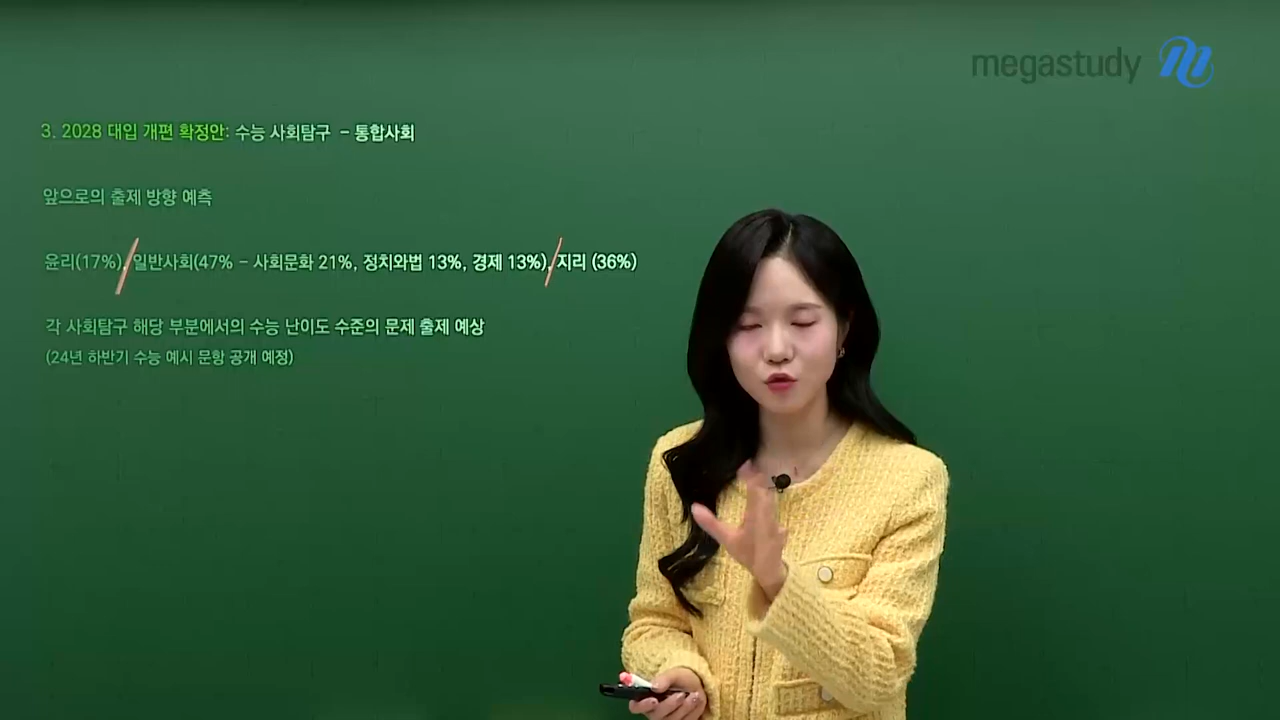 megastudy
3. 2028 대입 개편 확정안: 수능 사회탐구 - 통합사회
앞으로의 출제 방향 예측
윤리(17%), 일반사회(47% - 사회문화 21%, 정치와법 13%, 경제 13%), 지리 (36%)
각 사회탐구 해당 부분에서의 수능 난이도 수준의 문제 출제 예상
(24년 하반기 수능 예시 문항 공개 예정)